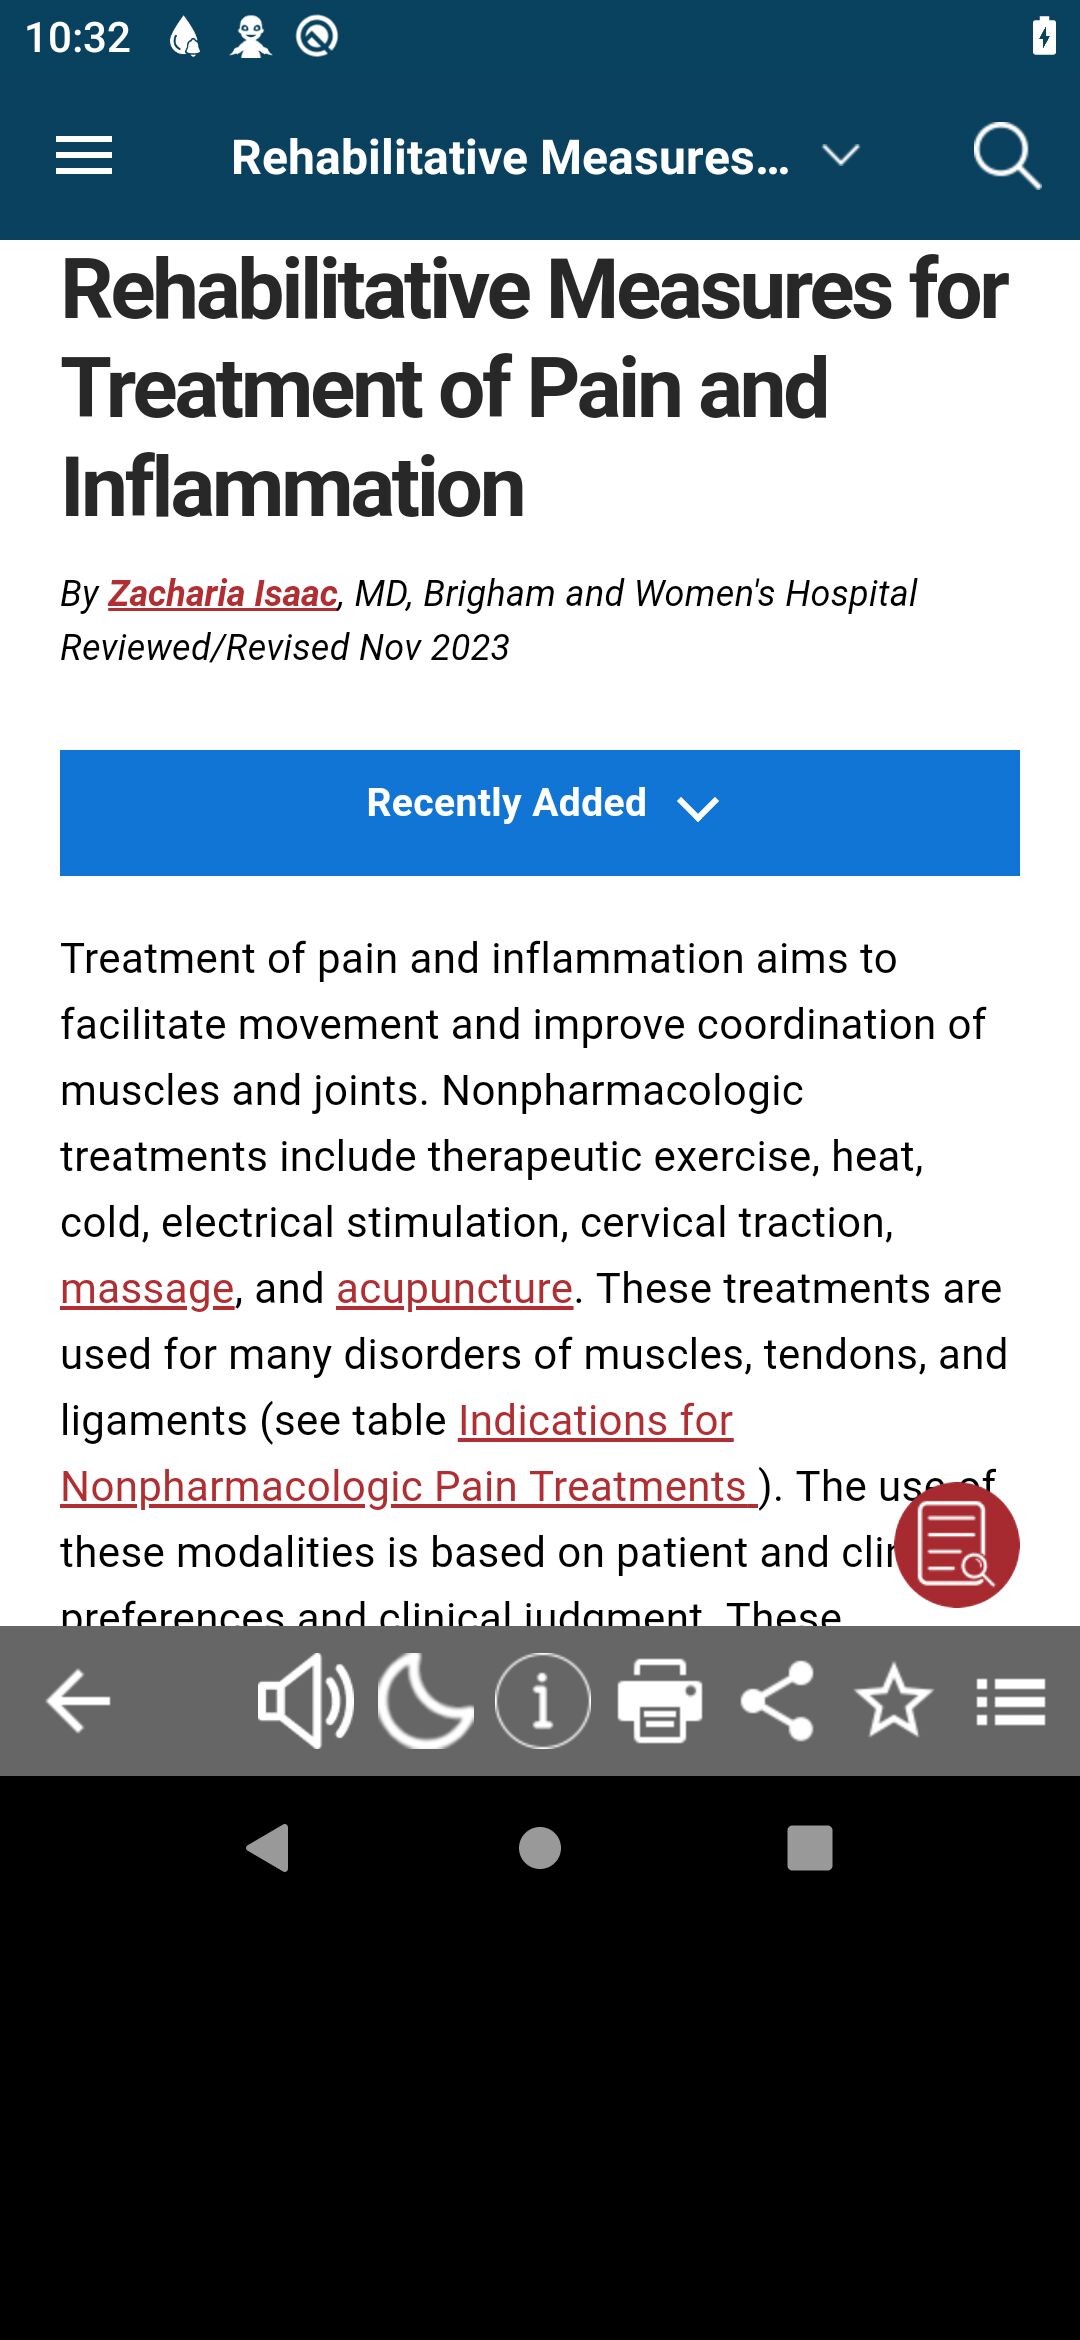 10:32
Rehabilitative Measures...
Rehabilitative Measures for
Treatment of Pain and
Inflammation
By Zacharia Isaac, MD, Brigham and Women's Hospital
Reviewed/Revised Nov 2023
Recently Added
Treatment of pain and inflammation aims to
facilitate movement and improve coordination of
muscles and joints. Nonpharmacologic
treatments include therapeutic exercise, heat,
cold, electrical stimulation, cervical traction,
massage, and acupuncture. These treatments are
used for many disorders of muscles, tendons, and
ligaments (see table Indications for
Nonpharmacologic Pain Treatments ). The use of
these modalities is based on patient and
preferences and clinical judgment. These